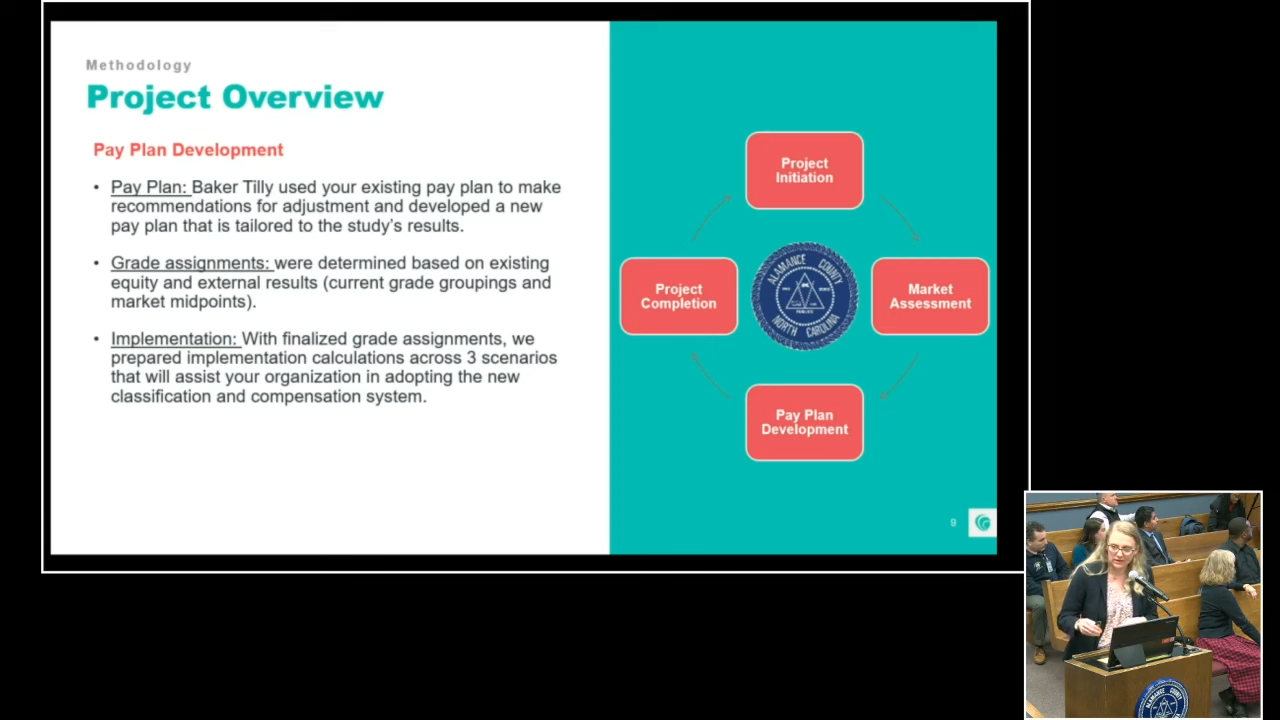 Methodology
Project Overview
Pay Plan Development
• Pay Plan: Baker Tilly used your existing pay plan to make
recommendations for adjustment and developed a new
pay plan that is tailored to the study's results.
• Grade assignments: were determined based on existing
equity and external results (current grade groupings and
market midpoints).
• Implementation: With finalized grade assignments, we
prepared implementation calculations across 3 scenarios
that will assist your organization in adopting the new
classification and compensation system.
Project
Initiation
Project
Completion
ALAMANCE COUNTY
NORTH CAROLINA
Market
Assessment
Pay Plan
Development
9
ALAMANCE COUNTY